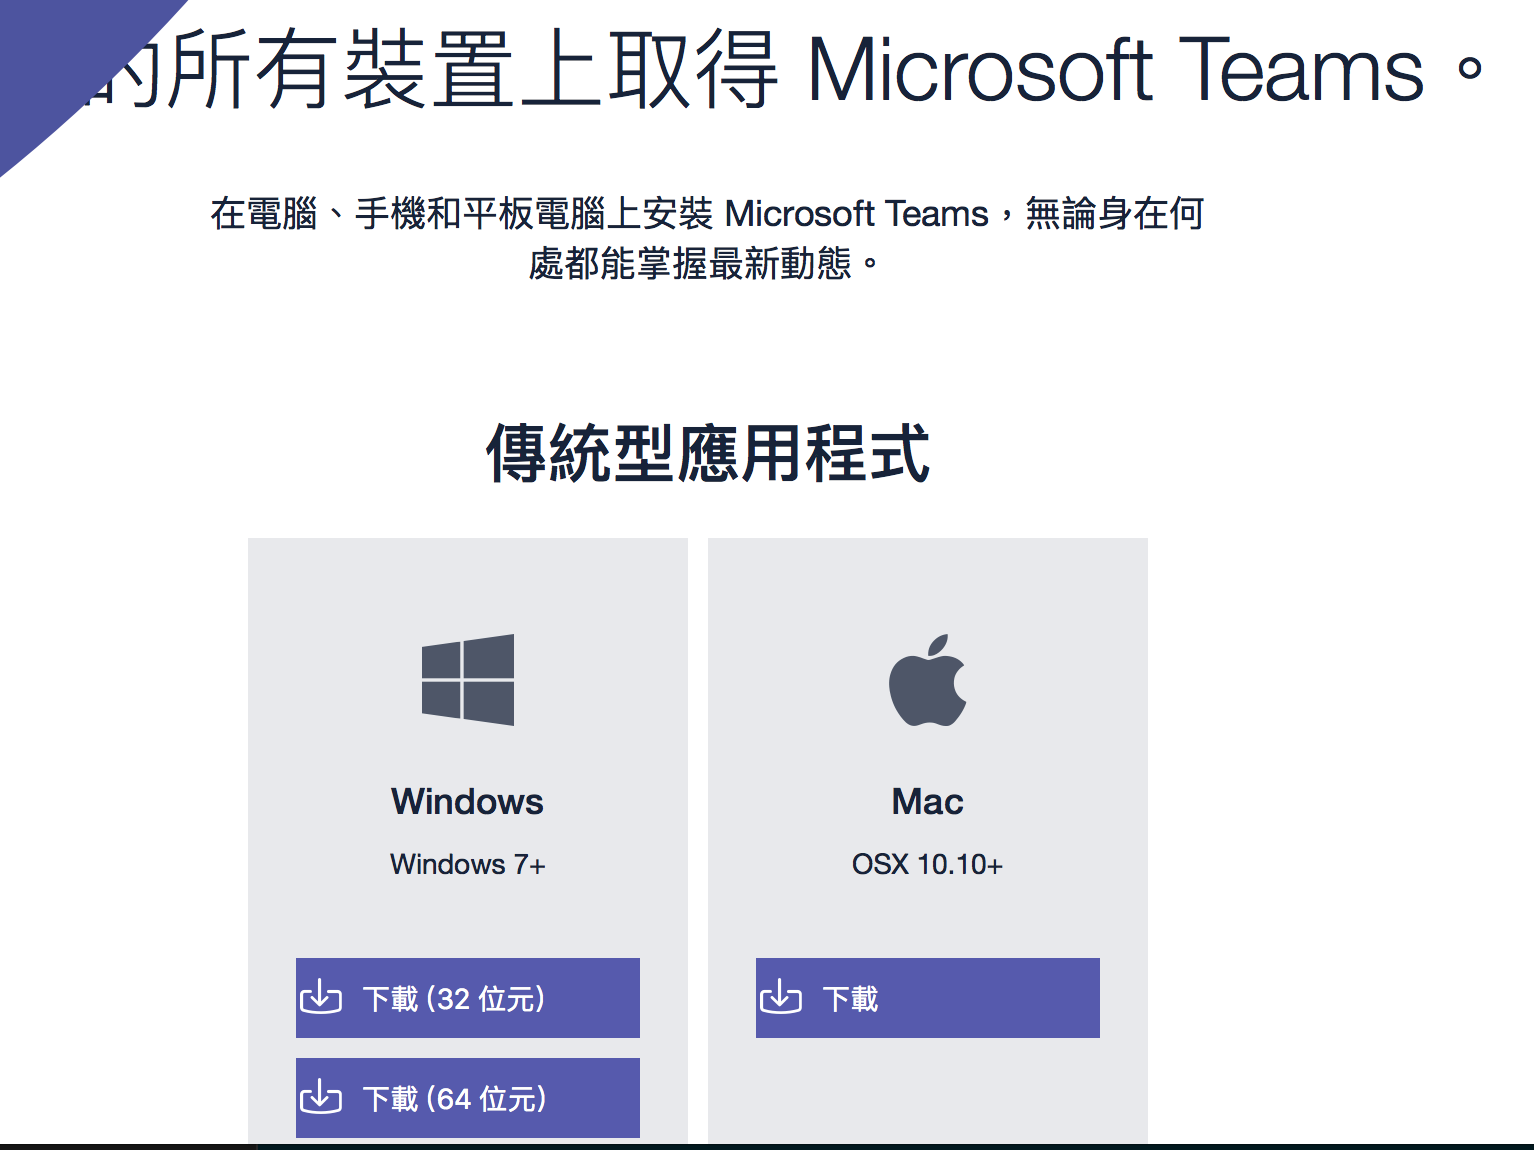 的所有裝置上取得 Microsoft Teams。
在電腦、手機和平板電腦上安裝 Microsoft Teams，無論身在何
處都能掌握最新動態。
傳統型應用程式
Windows
Windows 7+
下載 (32 位元)
下載 (64 位元)
Mac
OSX 10.10+
下載